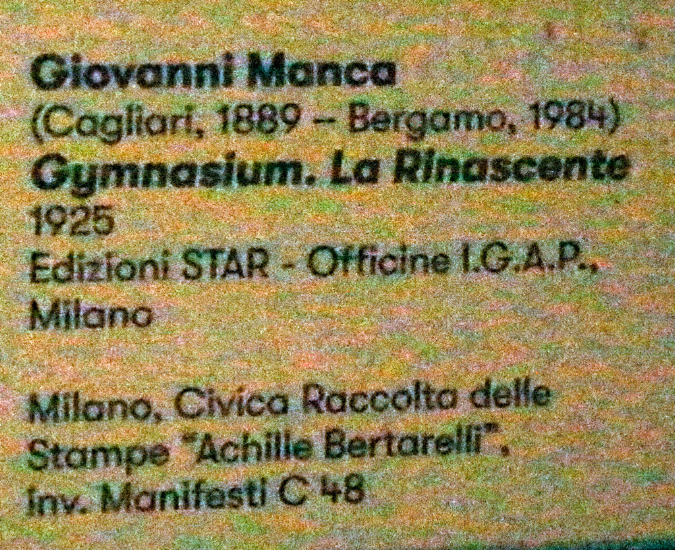 Giovanni Manca
(Cagliari, 1889 – Bergamo, 1984)
Gymnasium. La Rinascente
1925
Edizioni STAR - Officine I.G.A.P.,
Milano
Milano, Civica Raccolta delle
Stampe "Achille Bertarelli",
Inv. Manifesti C 48